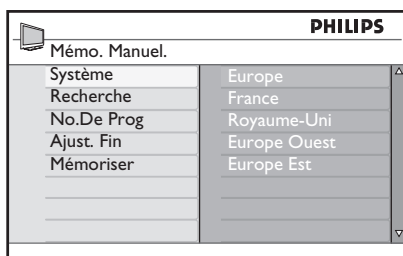 PHILIPS
Mémo. Manuel.
Système
Recherche
No.De Prog
Ajust. Fin
Mémoriser
Europe
France
Royaume-Uni
Europe Ouest
Europe Est